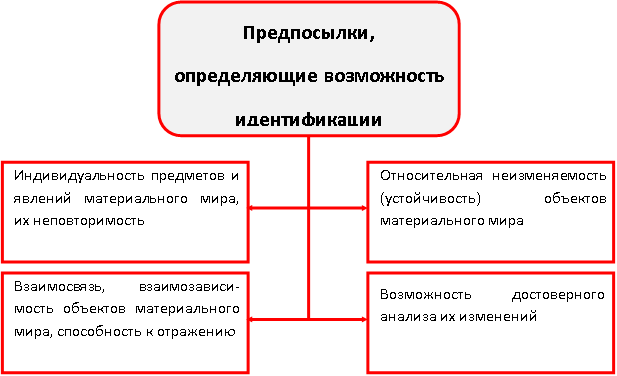 Предпосылки,
определяющие возможность
идентификации
Индивидуальность предметов и
явлений материального мира,
их неповторимость
Относительная неизменяемость
(устойчивость) объектов
материального мира
Взаимосвязь, взаимозависи-
мость объектов материального
мира, способность к отражению
Возможность достоверного
анализа их изменений